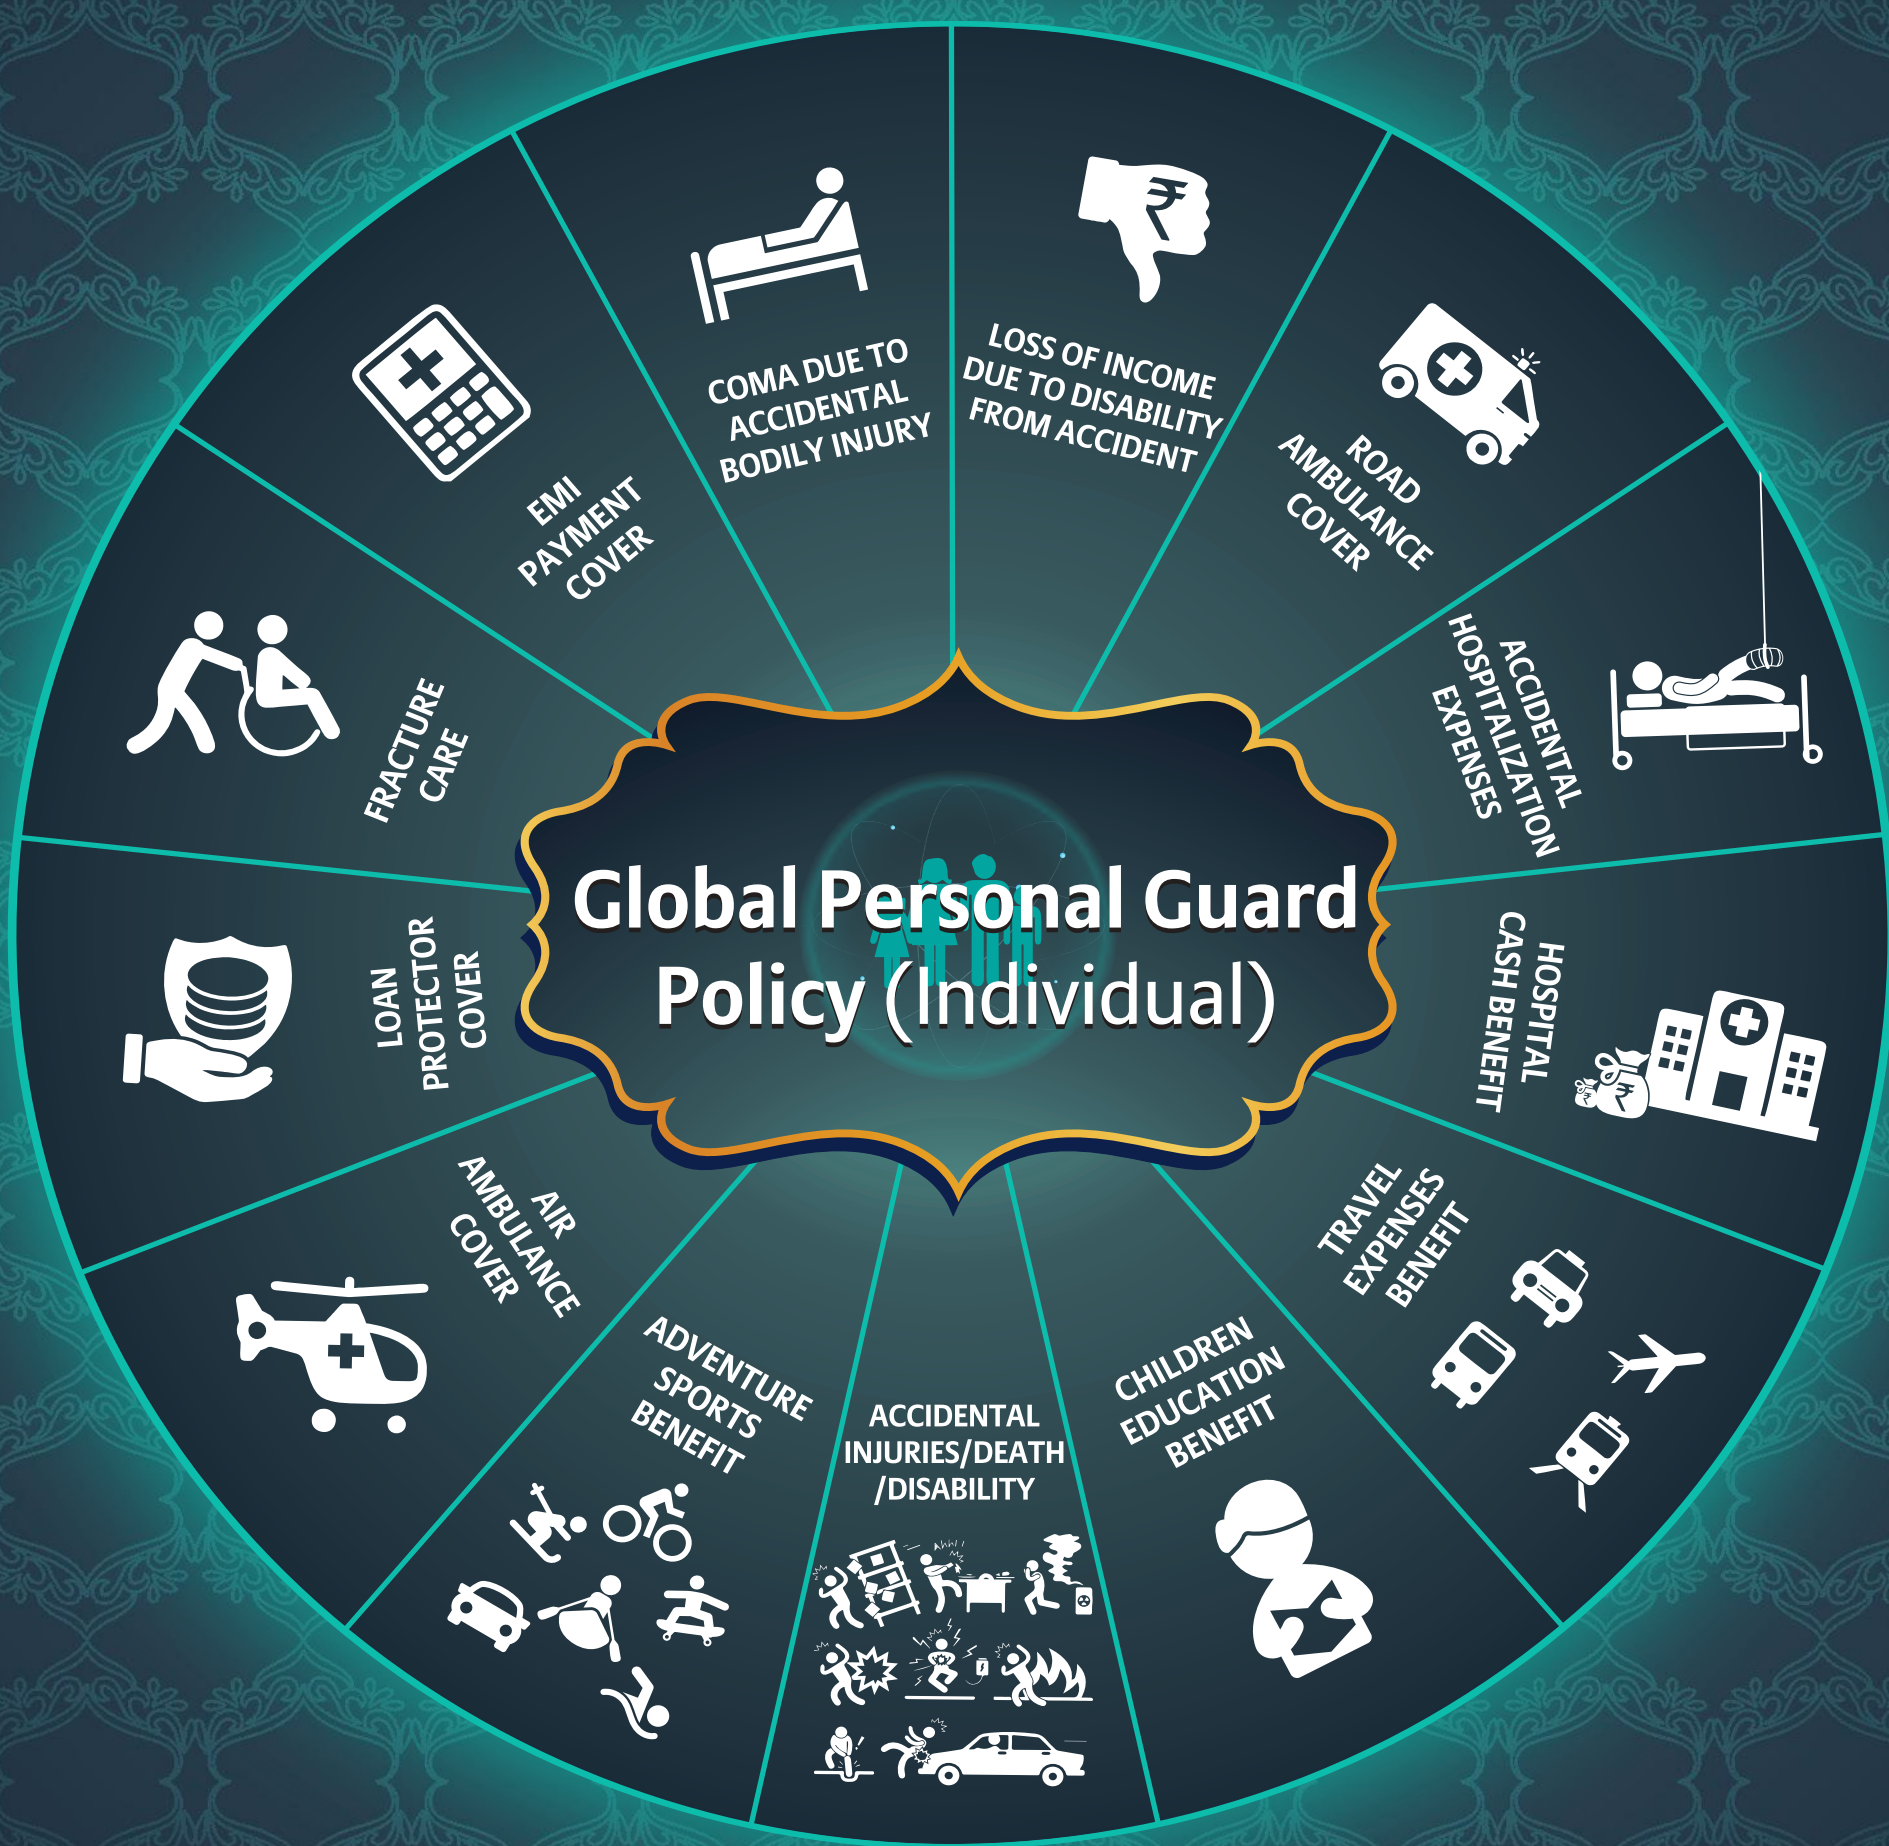 COMA DUE TO
ACCIDENTAL
BODILY INJURY
LOSS OF INCOME
DUE TO DISABILITY
FROM ACCIDENT
ROAD
AMBULANCE
COVER
ACCIDENTAL
HOSPITALIZATION
EXPENSES
HOSPITAL
CASH BENEFIT
TRAVEL
EXPENSES
BENEFIT
CHILDREN
EDUCATION
BENEFIT
ACCIDENTAL
INJURIES/DEATH
/DISABILITY
ADVENTURE
SPORTS
BENEFIT
AIR
AMBULANCE
COVER
LOAN
PROTECTOR
COVER
FRACTURE
CARE
EMI
PAYMENT
COVER
Global Personal Guard
Policy (Individual)